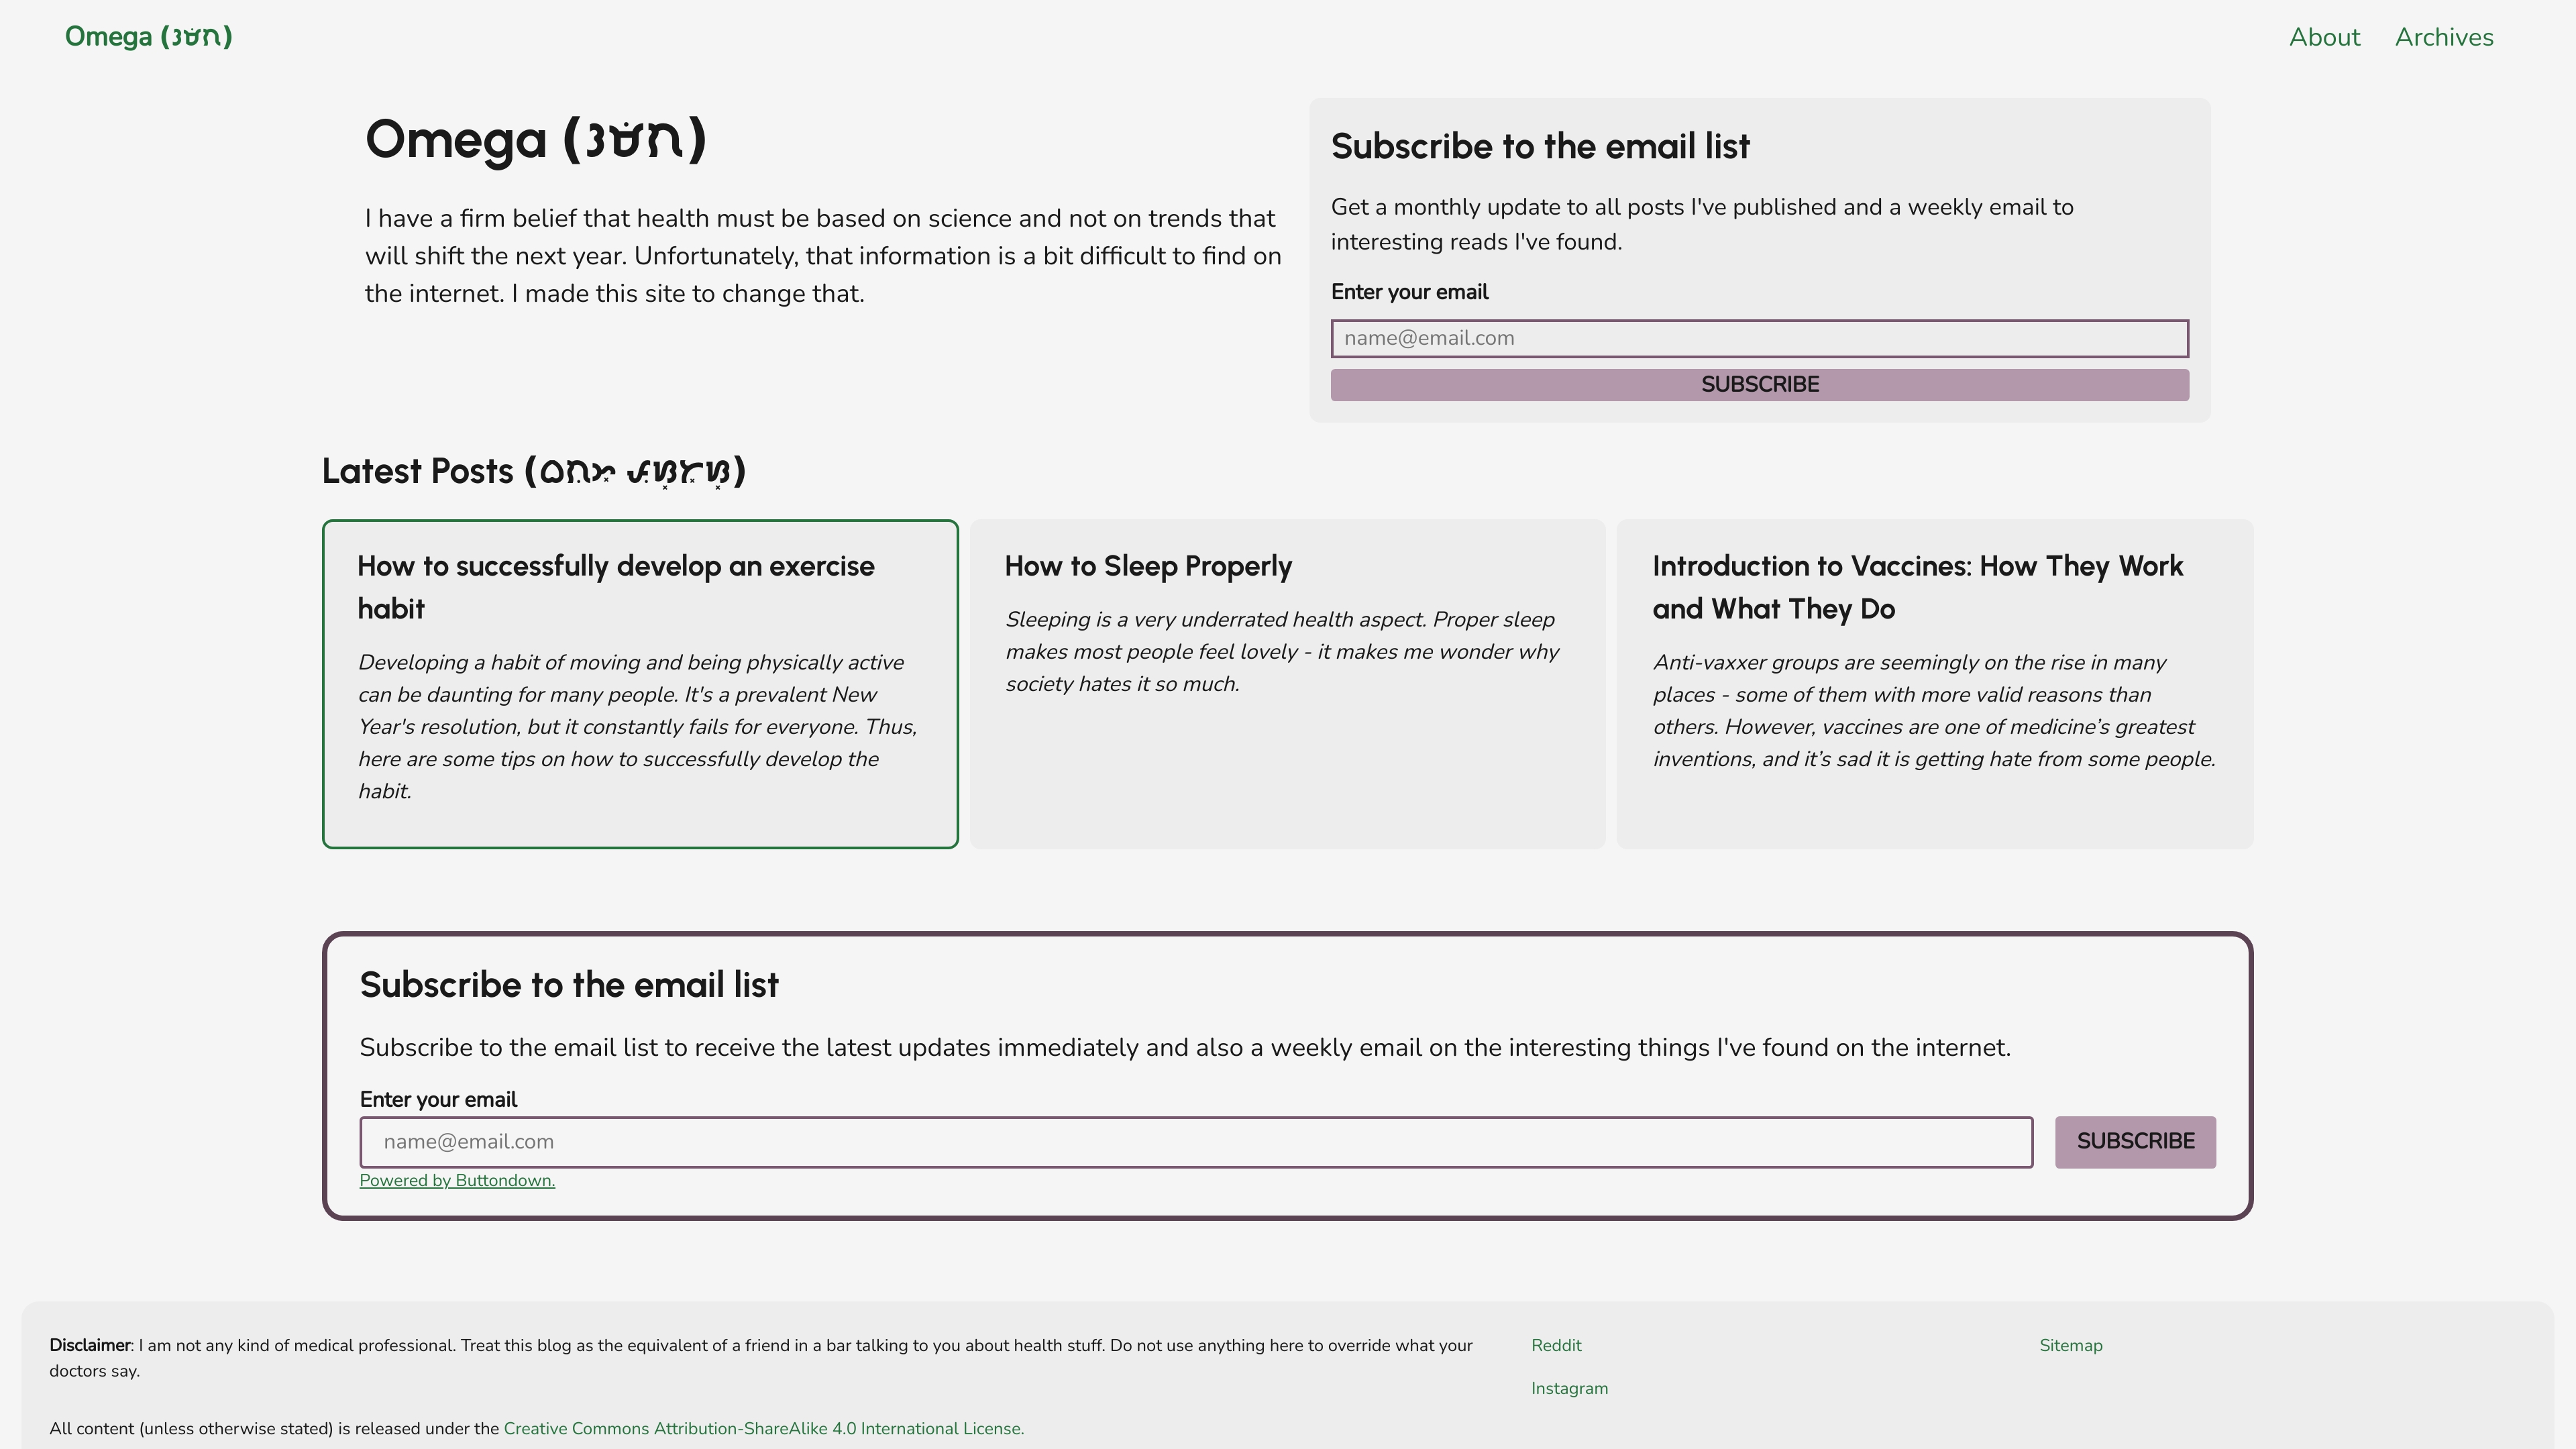 Omega (ᜂᜋᜒᜄ)
About
Archives
Omega (ᜂᜋᜒᜄ)
I have a firm belief that health must be based on science and not on trends that
will shift the next year. Unfortunately, that information is a bit difficult to find on
the internet. I made this site to change that.
Subscribe to the email list
Get a monthly update to all posts I've published and a weekly email to
interesting reads I've found.
Enter your email
name@email.com
SUBSCRIBE
Latest Posts (ᜊᜄᜓᜅ᜔ ᜉᜓᜐ᜔ᜆ᜔ᜐ᜔)
How to successfully develop an exercise
habit
Developing a habit of moving and being physically active
can be daunting for many people. It's a prevalent New
Year's resolution, but it constantly fails for everyone. Thus,
here are some tips on how to successfully develop the
habit.
How to Sleep Properly
Sleeping is a very underrated health aspect. Proper sleep
makes most people feel lovely - it makes me wonder why
society hates it so much.
Introduction to Vaccines: How They Work
and What They Do
Anti-vaxxer groups are seemingly on the rise in many
places - some of them with more valid reasons than
others. However, vaccines are one of medicine’s greatest
inventions, and it’s sad it is getting hate from some people.
Subscribe to the email list
Subscribe to the email list to receive the latest updates immediately and also a weekly email on the interesting things I've found on the internet.
Enter your email
name@email.com
SUBSCRIBE
Powered by Buttondown.
Disclaimer: I am not any kind of medical professional. Treat this blog as the equivalent of a friend in a bar talking to you about health stuff. Do not use anything here to override what your
doctors say.
All content (unless otherwise stated) is released under the Creative Commons Attribution-ShareAlike 4.0 International License.
Reddit
Instagram
Sitemap